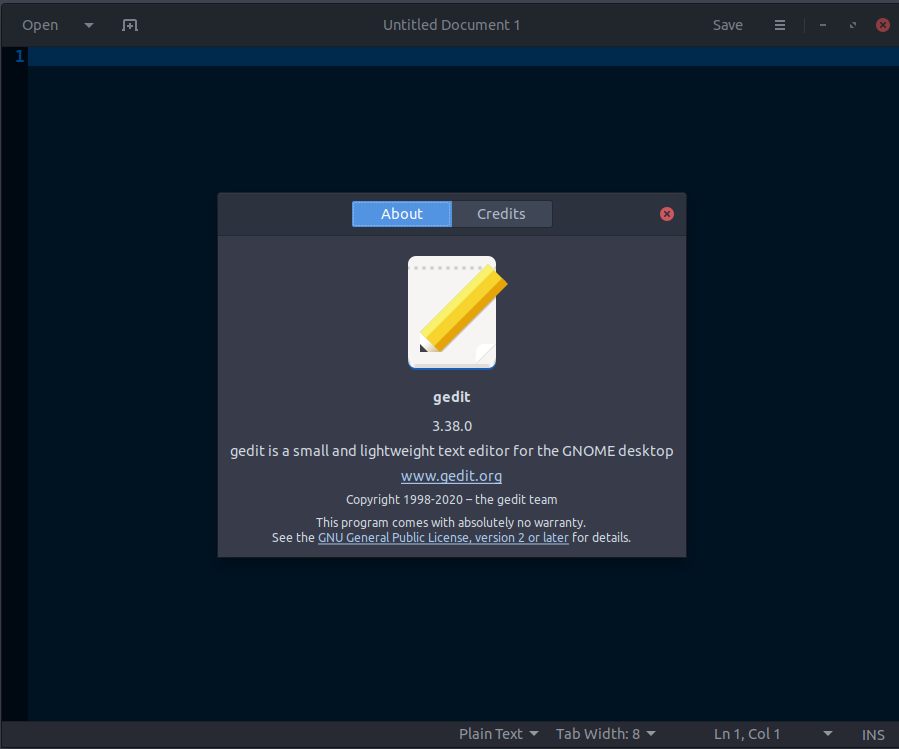 Open Untitled Document 1 Save
1
About Credits
gedit
3.38.0
gedit is a small and lightweight text editor for the GNOME desktop
www.gedit.org
Copyright 1998-2020 – the gedit team
This program comes with absolutely no warranty.
See the GNU General Public License, version 2 or later for details.
Plain Text Tab Width: 8 Ln 1, Col 1 INS